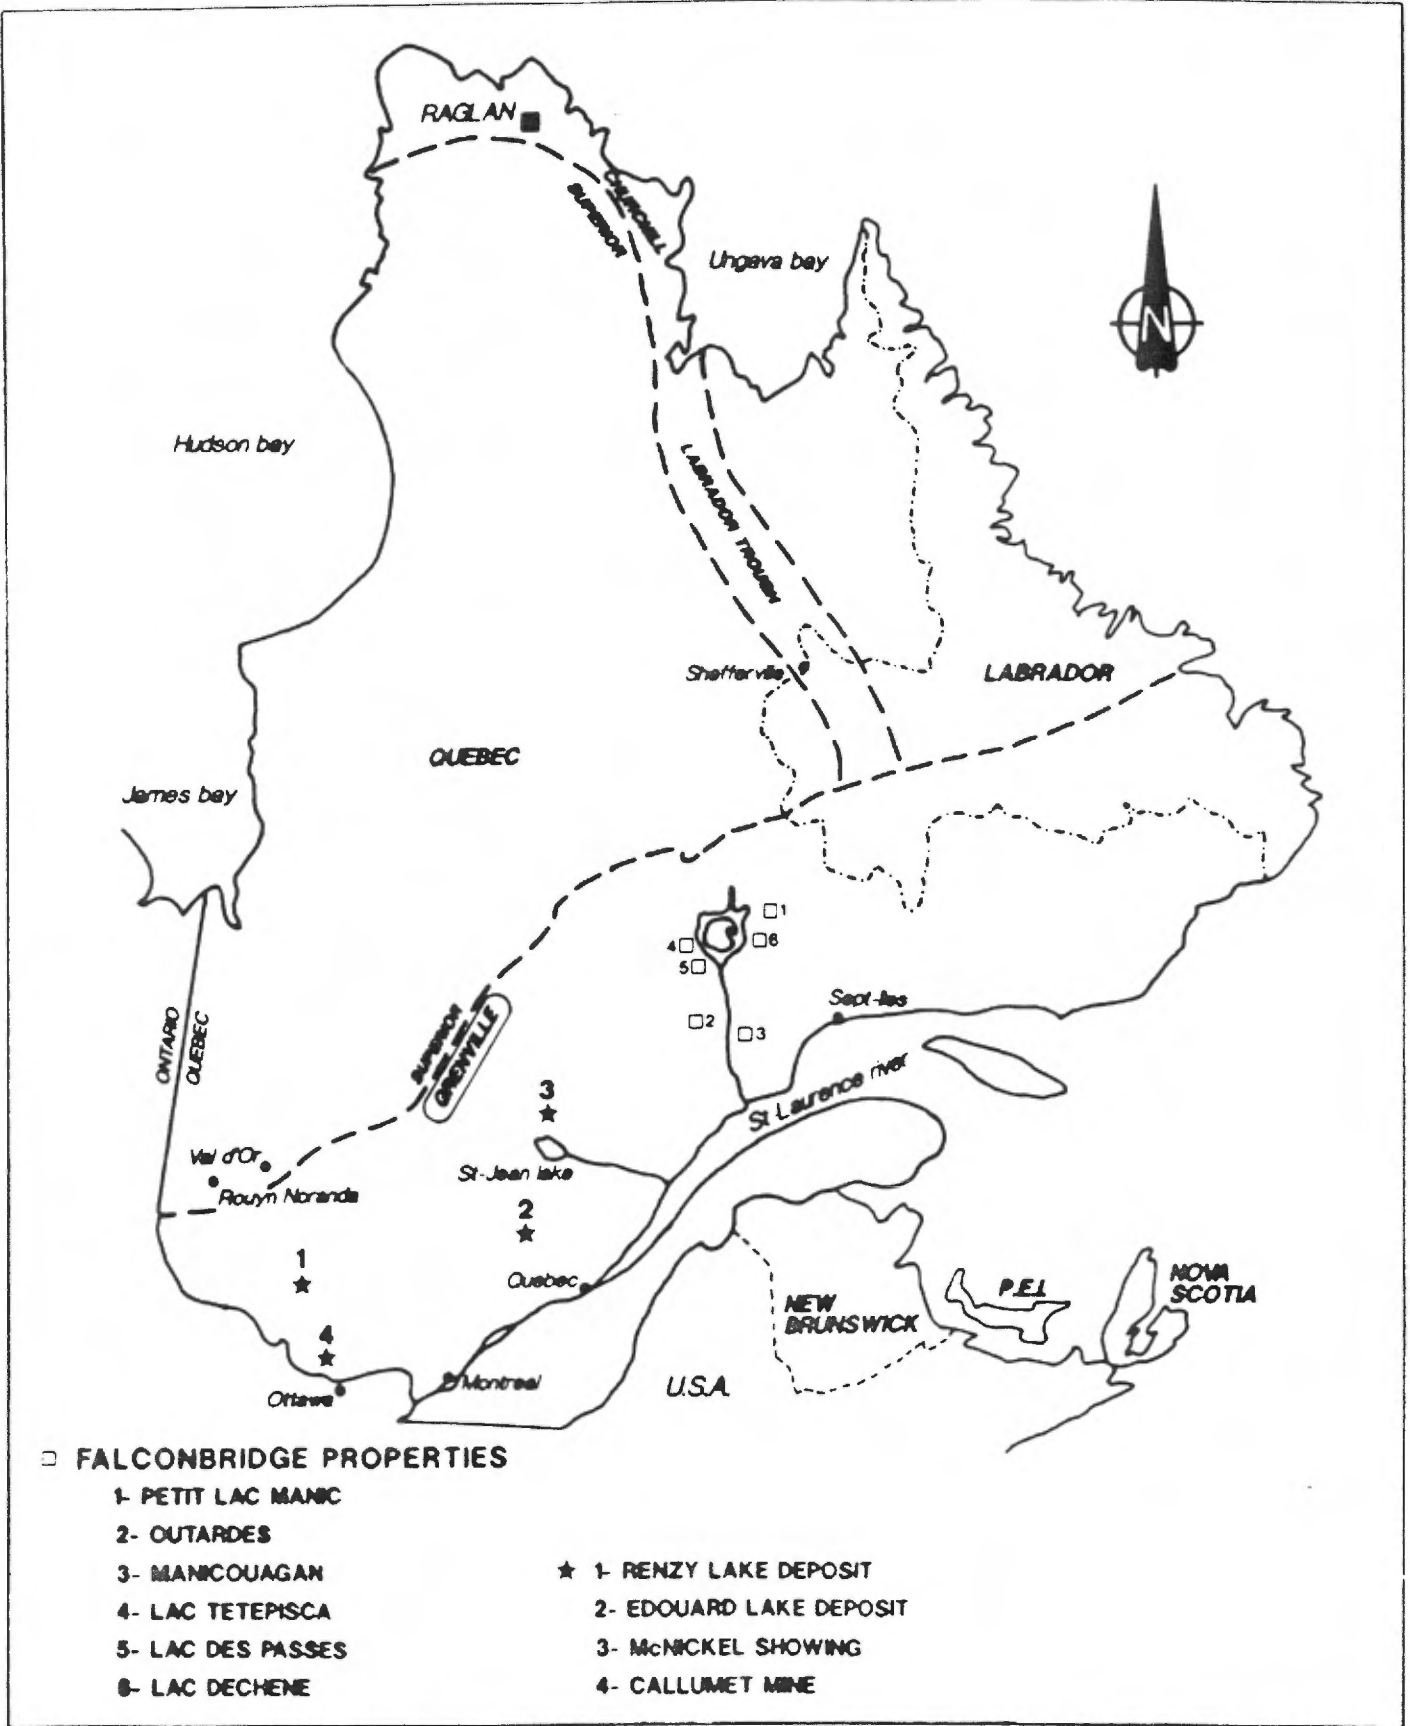 RAGLAN
CHURCHILL
SUPERIOR
Ungava bay
N
Hudson bay
LABRADOR TROUGH
Shefferville
LABRADOR
QUEBEC
James bay
1
4
6
5
2
3
Sept-Iles
ONTARIO
QUEBEC
SUPERIOR
GRENVILLE
3
St-Laurence river
Val d'Or
Rouyn Noranda
St-Jean lake
2
1
Quebec
P.E.I.
NOVA
SCOTIA
NEW
BRUNSWICK
4
Montreal
U.S.A.
Ottawa
FALCONBRIDGE PROPERTIES
1- PETIT LAC MANIC
2- OUTARDES
3- MANICOUAGAN
4- LAC TETEPISCA
5- LAC DES PASSES
6- LAC DECHENE
1- RENZY LAKE DEPOSIT
2- EDOUARD LAKE DEPOSIT
3- McNICKEL SHOWING
4- CALLUMET MINE